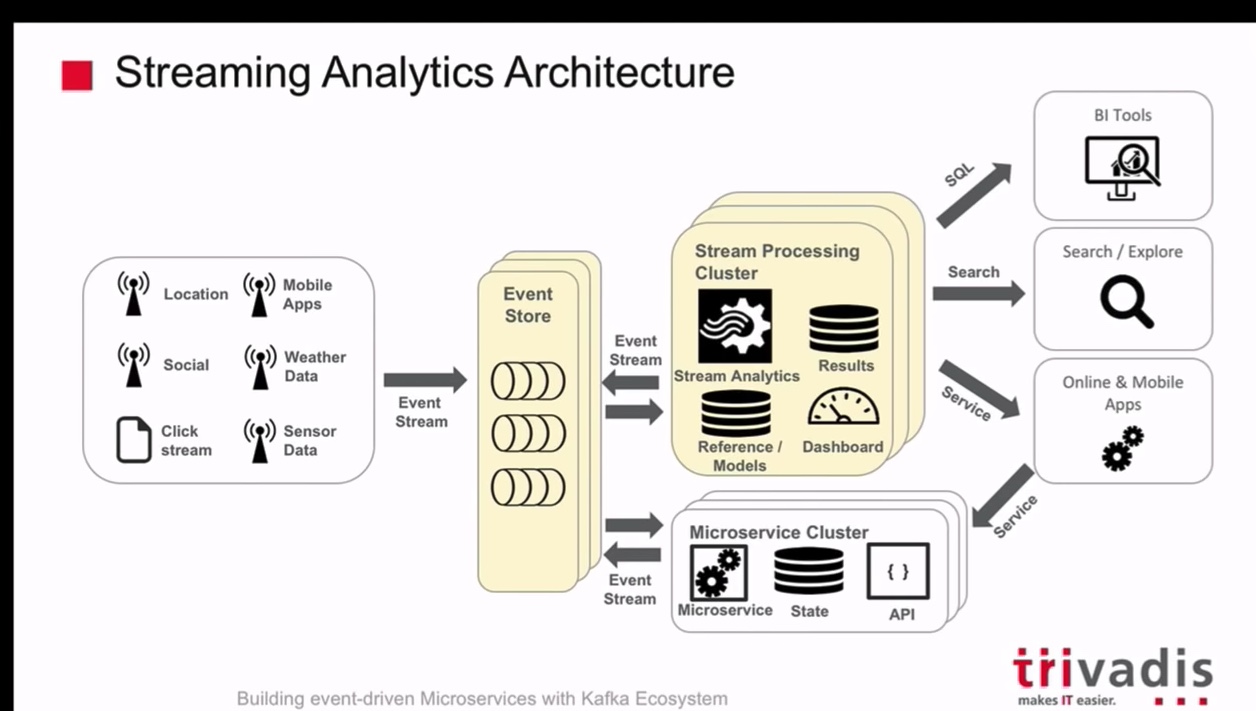 Streaming Analytics Architecture
BI Tools
SQL
Search / Explore
Search
Online & Mobile
Apps
Service
Service
Location
Mobile
Apps
Social
Weather
Data
Click
stream
Sensor
Data
Event
Stream
Event
Store
Event
Stream
Stream Processing
Cluster
Stream Analytics
Results
Reference /
Models
Dashboard
Event
Stream
Microservice Cluster
Microservice
State
{ }
API
Building event-driven Microservices with Kafka Ecosystem
trivadis
makes IT easier.